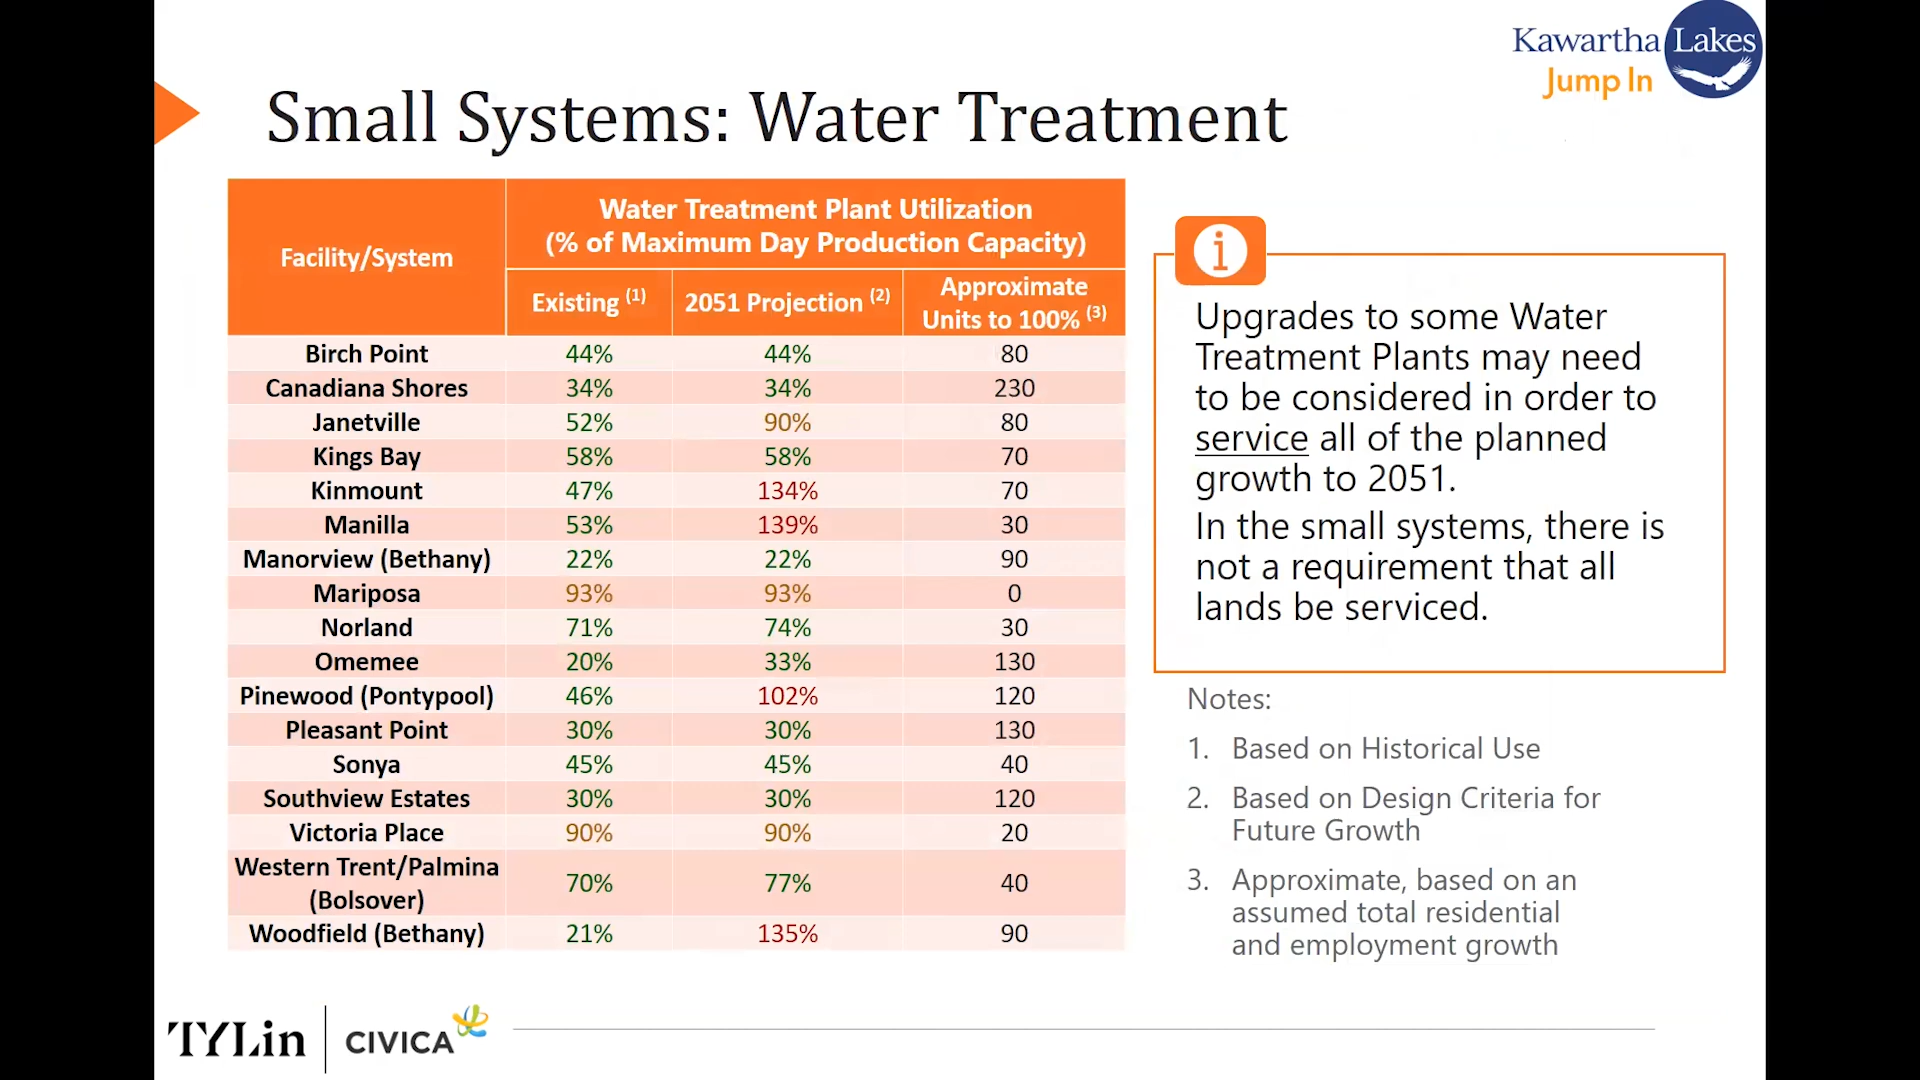 Kawartha Lakes
Jump In
Small Systems: Water Treatment
Facility/System
Water Treatment Plant Utilization
(% of Maximum Day Production Capacity)
Existing (1) 2051 Projection (2) Approximate Units to 100% (3)
Birch Point 44% 44% 80
Canadiana Shores 34% 34% 230
Janetville 52% 90% 80
Kings Bay 58% 58% 70
Kinmount 47% 134% 70
Manilla 53% 139% 30
Manorview (Bethany) 22% 22% 90
Mariposa 93% 93% 0
Norland 71% 74% 30
Omemee 20% 33% 130
Pinewood (Pontypool) 46% 102% 120
Pleasant Point 30% 30% 130
Sonya 45% 45% 40
Southview Estates 30% 30% 120
Victoria Place 90% 90% 20
Western Trent/Palmina
(Bolsover) 70% 77% 40
Woodfield (Bethany) 21% 135% 90
i
Upgrades to some Water
Treatment Plants may need
to be considered in order to
service all of the planned
growth to 2051.
In the small systems, there is
not a requirement that all
lands be serviced.
Notes:
1. Based on Historical Use
2. Based on Design Criteria for
Future Growth
3. Approximate, based on an
assumed total residential
and employment growth
TYLin
CIVICA